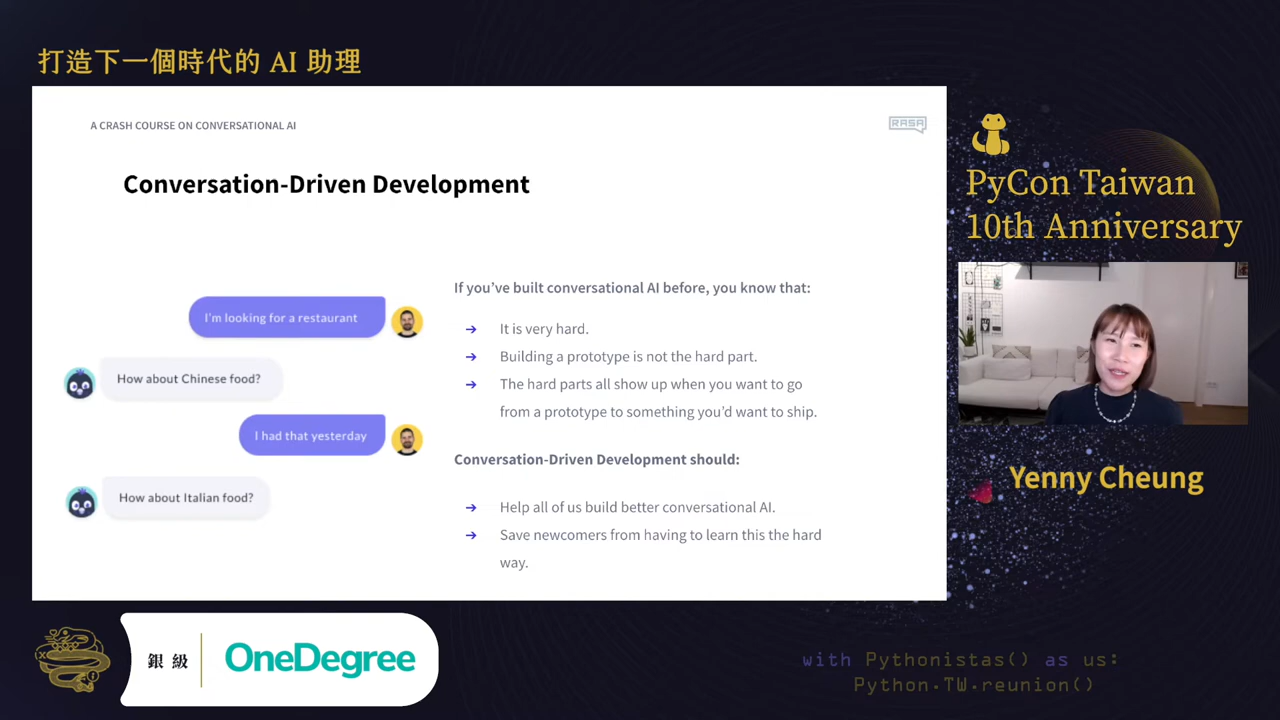 打造下一個時代的 AI 助理
A CRASH COURSE ON CONVERSATIONAL AI
RASA
Conversation-Driven Development
I'm looking for a restaurant
How about Chinese food?
I had that yesterday
How about Italian food?
If you've built conversational AI before, you know that:
➔ It is very hard.
➔ Building a prototype is not the hard part.
➔ The hard parts all show up when you want to go
from a prototype to something you'd want to ship.
Conversation-Driven Development should:
➔ Help all of us build better conversational AI.
➔ Save newcomers from having to learn this the hard
way.
PyCon Taiwan
10th Anniversary
Yenny Cheung
銀級
OneDegree
with Pythonistas() as us:
Python.TW.reunion()